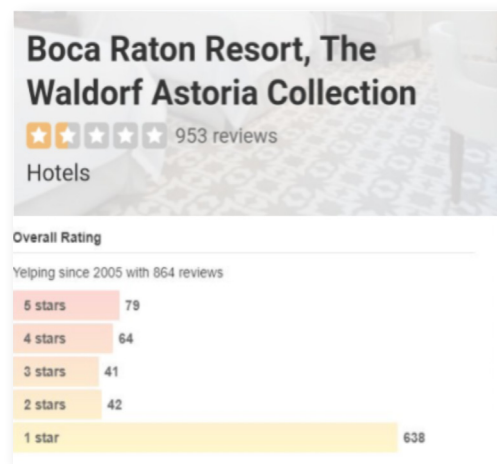 Boca Raton Resort, The
Waldorf Astoria Collection
953 reviews
Hotels
Overall Rating
Yelping since 2005 with 864 reviews
5 stars 79
4 stars 64
3 stars 41
2 stars 42
1 star 638